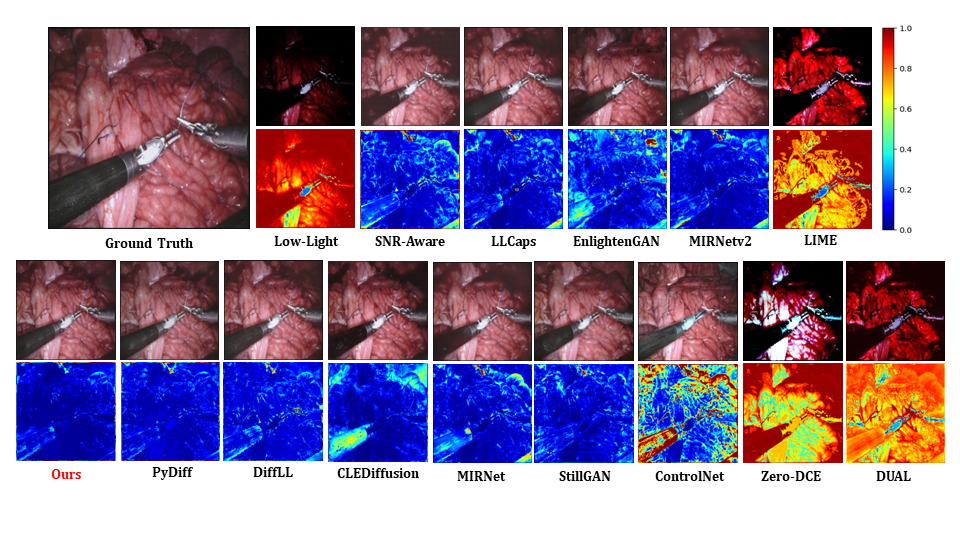 1.0
0.8
0.6
0.4
0.2
0.0
Ground Truth
Low-Light
SNR-Aware
LLCaps
EnlightenGAN
MIRNetv2
LIME
Ours
PyDiff
DiffLL
CLEDiffusion
MIRNet
StillGAN
ControlNet
Zero-DCE
DUAL